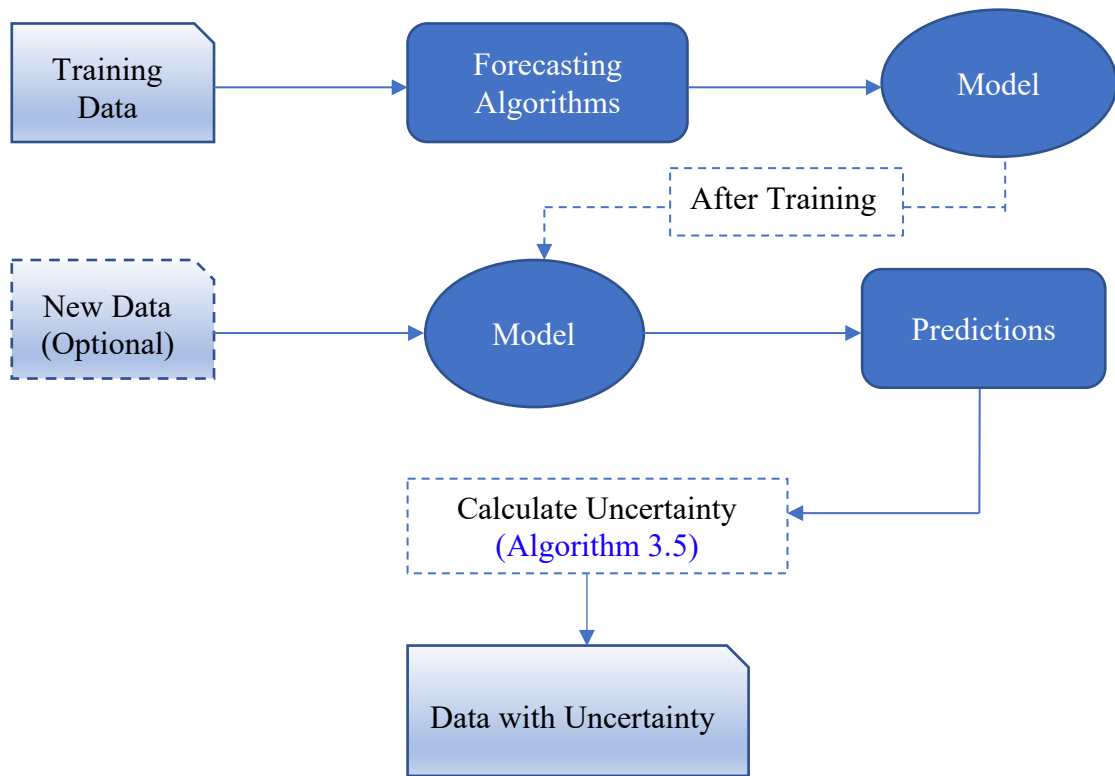 Training
Data
Forecasting
Algorithms
Model
After Training
New Data
(Optional)
Model
Predictions
Calculate Uncertainty
(Algorithm 3.5)
Data with Uncertainty